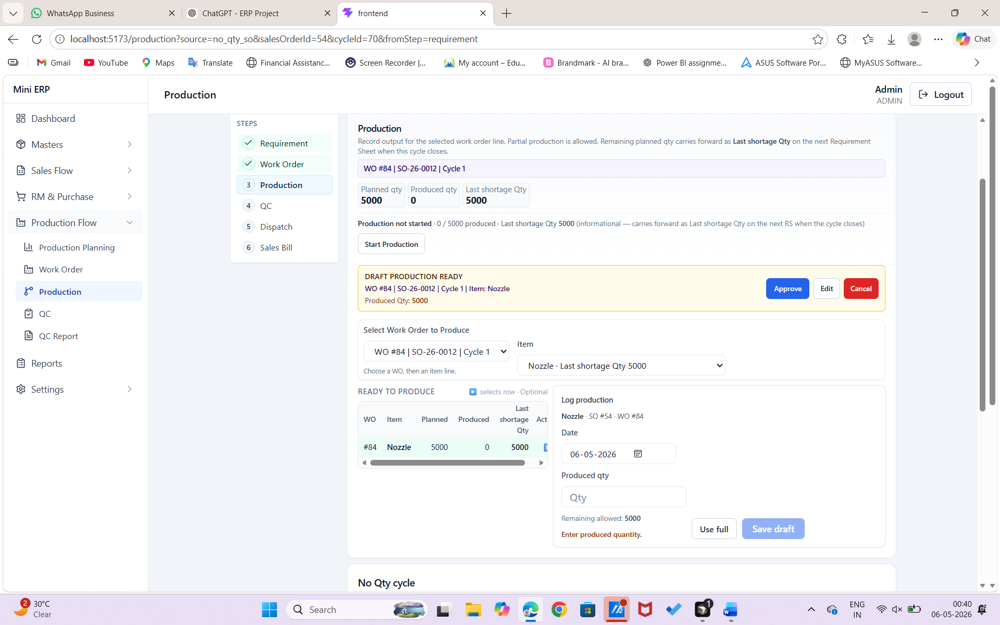 WhatsApp Business
ChatGPT - ERP Project
frontend
localhost:5173/production?source=no_qty_so&salesOrderId=54&cycleId=70&fromStep=requirement
Chat
Gmail
YouTube
Maps
Translate
Financial Assistanc...
Screen Recorder |...
My account – Edu...
Brandmark - AI bra...
Power BI assignme...
ASUS Software Por...
MyASUS Software...
Mini ERP
Dashboard
Masters
Sales Flow
RM & Purchase
Production Flow
Production Planning
Work Order
Production
QC
QC Report
Reports
Settings
Production
Admin
ADMIN
Logout
STEPS
Requirement
Work Order
3 Production
4 QC
5 Dispatch
6 Sales Bill
Production
Record output for the selected work order line. Partial production is allowed. Remaining planned qty carries forward as Last shortage Qty on the next Requirement
Sheet when this cycle closes.
WO #84 | SO-26-0012 | Cycle 1
Planned qty Produced qty Last shortage Qty
5000 0 5000
Production not started · 0 / 5000 produced · Last shortage Qty 5000 (informational — carries forward as Last shortage Qty on the next RS when the cycle closes)
Start Production
DRAFT PRODUCTION READY
WO #84 | SO-26-0012 | Cycle 1 | Item: Nozzle
Produced Qty: 5000
Approve Edit Cancel
Select Work Order to Produce
WO #84 | SO-26-0012 | Cycle 1
Choose a WO, then an item line.
Item
Nozzle · Last shortage Qty 5000
READY TO PRODUCE
selects row · Optional
WO Item Planned Produced Last shortage Qty Act
#84 Nozzle 5000 0 5000
Log production
Nozzle · SO #54 · WO #84
Date
06-05-2026
Produced qty
Qty
Remaining allowed: 5000
Enter produced quantity.
Use full
Save draft
No Qty cycle
2
30°C
Clear
Search
1
ENG
IN
00:40
06-05-2026